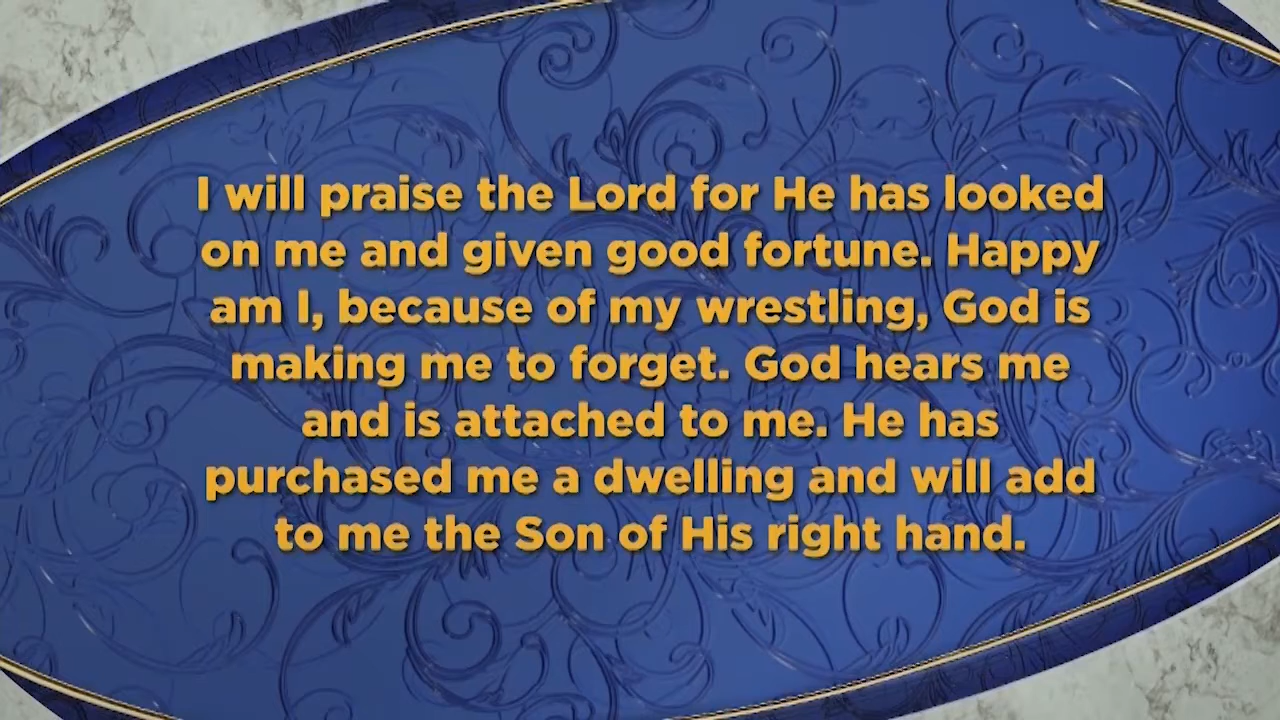 I will praise the Lord for He has looked
on me and given good fortune. Happy
am I, because of my wrestling, God is
making me to forget. God hears me
and is attached to me. He has
purchased me a dwelling and will add
to me the Son of His right hand.